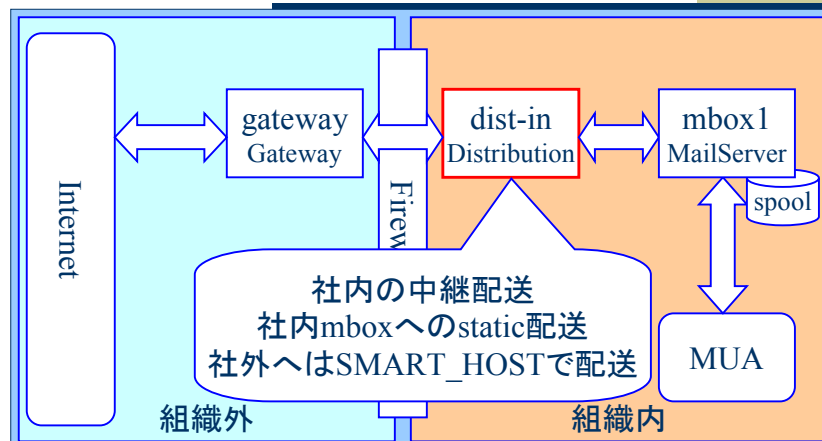 Internet
gateway
Gateway
Firew
dist-in
Distribution
mbox1
MailServer
spool
社内の中継配送
社内mboxへのstatic配送
社外へはSMART_HOSTで配送
MUA
組織外
組織内